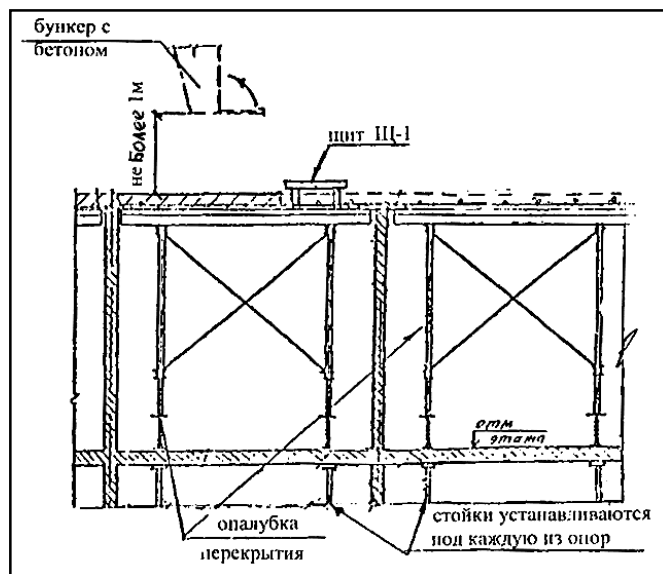 бункер с
бетоном
не более 1м
щит Щ-1
отм
этажа
опалубка
перекрытия
стойки устанавливаются
под каждую из опор